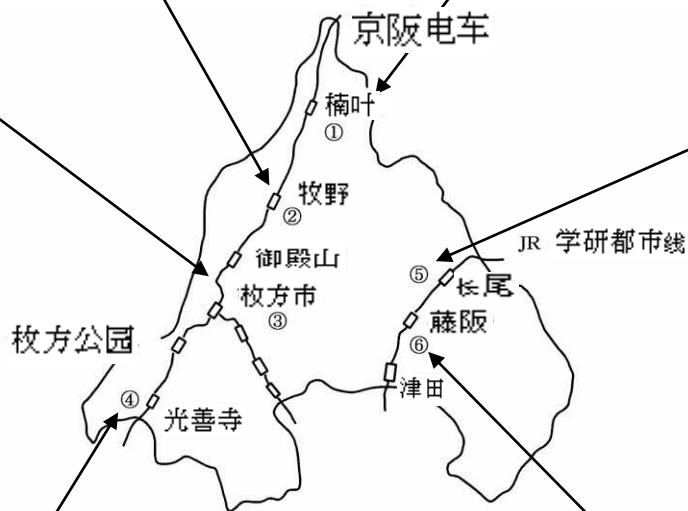 京阪电车
楠叶
①
牧野
②
御殿山
JR 学研都市线
⑤
长尾
枚方市
③
藤阪
⑥
枚方公园
津田
④
光善寺